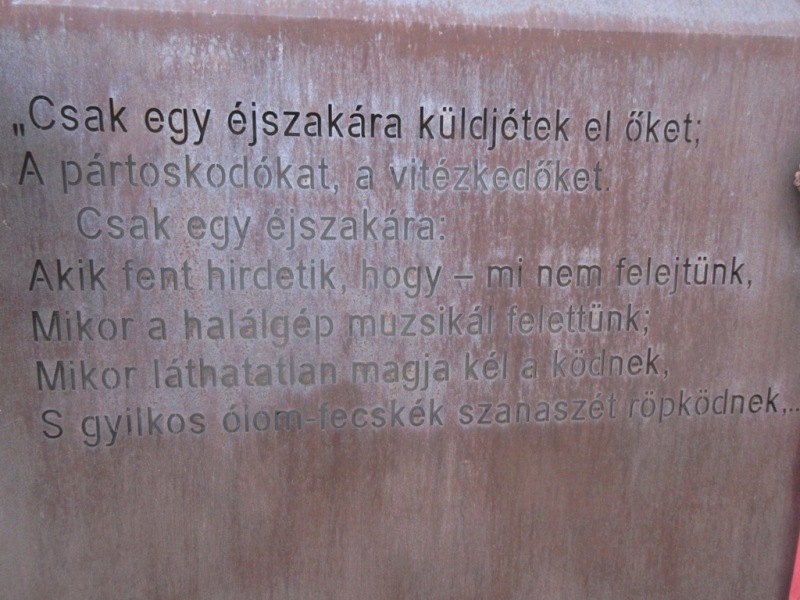 „Csak egy éjszakára küldjétek el őket;
A pártoskodókat, a vitézkedőket.
Csak egy éjszakára:
Akik fent hirdetik, hogy – mi nem felejtünk,
Mikor a halálgép muzsikál felettünk;
Mikor láthatatlan magja kél a ködnek,
S gyilkos ólom-fecskék szanaszét röpködnek,...